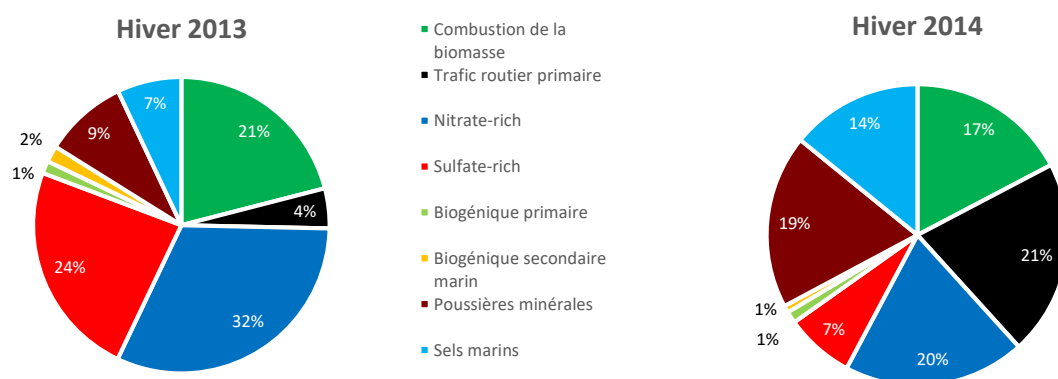 Hiver 2013
7%
21%
9%
2%
1%
4%
24%
32%
Combustion de la
biomasse
Trafic routier primaire
Nitrate-rich
Sulfate-rich
Biogénique primaire
Biogénique secondaire
marin
Poussières minérales
Sels marins
Hiver 2014
14%
17%
19%
21%
1%
1%
7%
20%